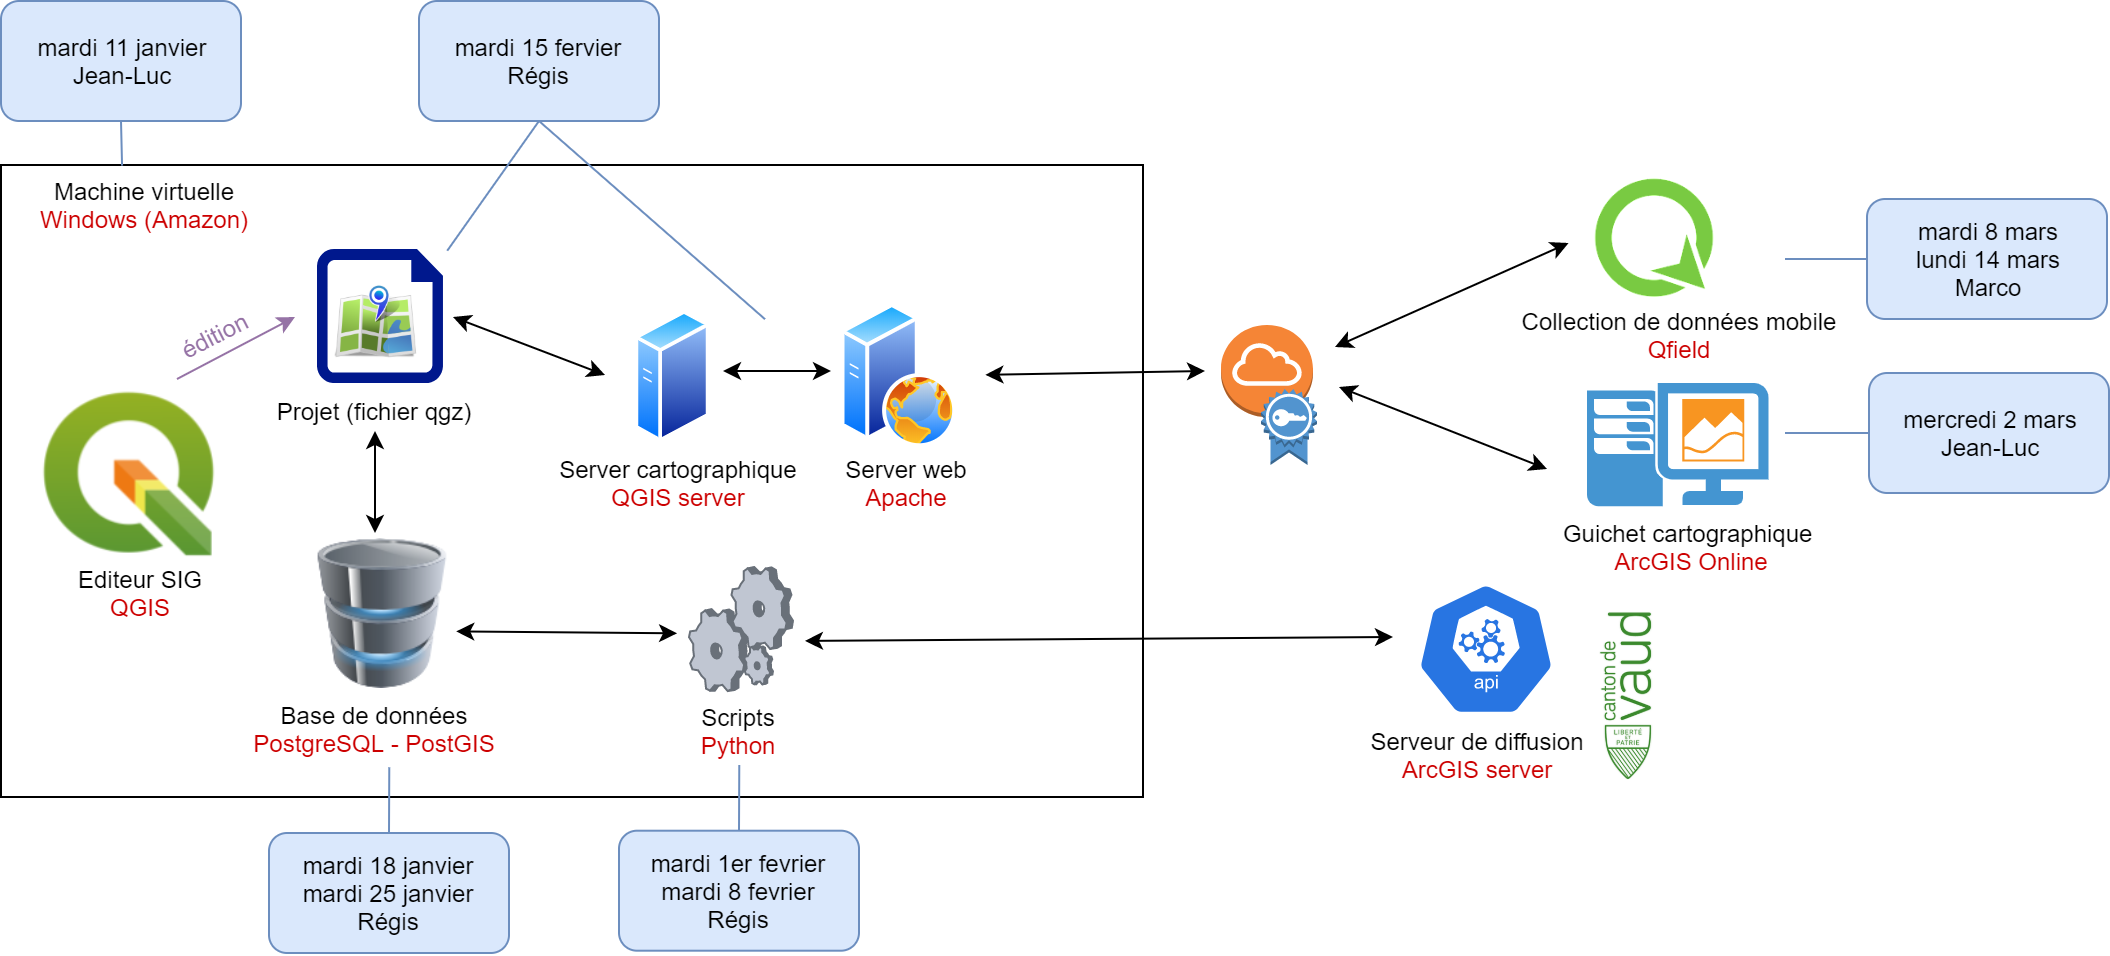 mardi 11 janvier
Jean-Luc
mardi 15 fervier
Régis
Machine virtuelle
Windows (Amazon)
édition
Projet (fichier qgz)
Server cartographique
QGIS server
Server web
Apache
Editeur SIG
QGIS
Base de données
PostgreSQL - PostGIS
Scripts
Python
mardi 18 janvier
mardi 25 janvier
Régis
mardi 1er fevrier
mardi 8 fevrier
Régis
Collection de données mobile
Qfield
mardi 8 mars
lundi 14 mars
Marco
Guichet cartographique
ArcGIS Online
mercredi 2 mars
Jean-Luc
api
Serveur de diffusion
ArcGIS server
canton de
vaud
LIBERTÉ
ET
PATRIE